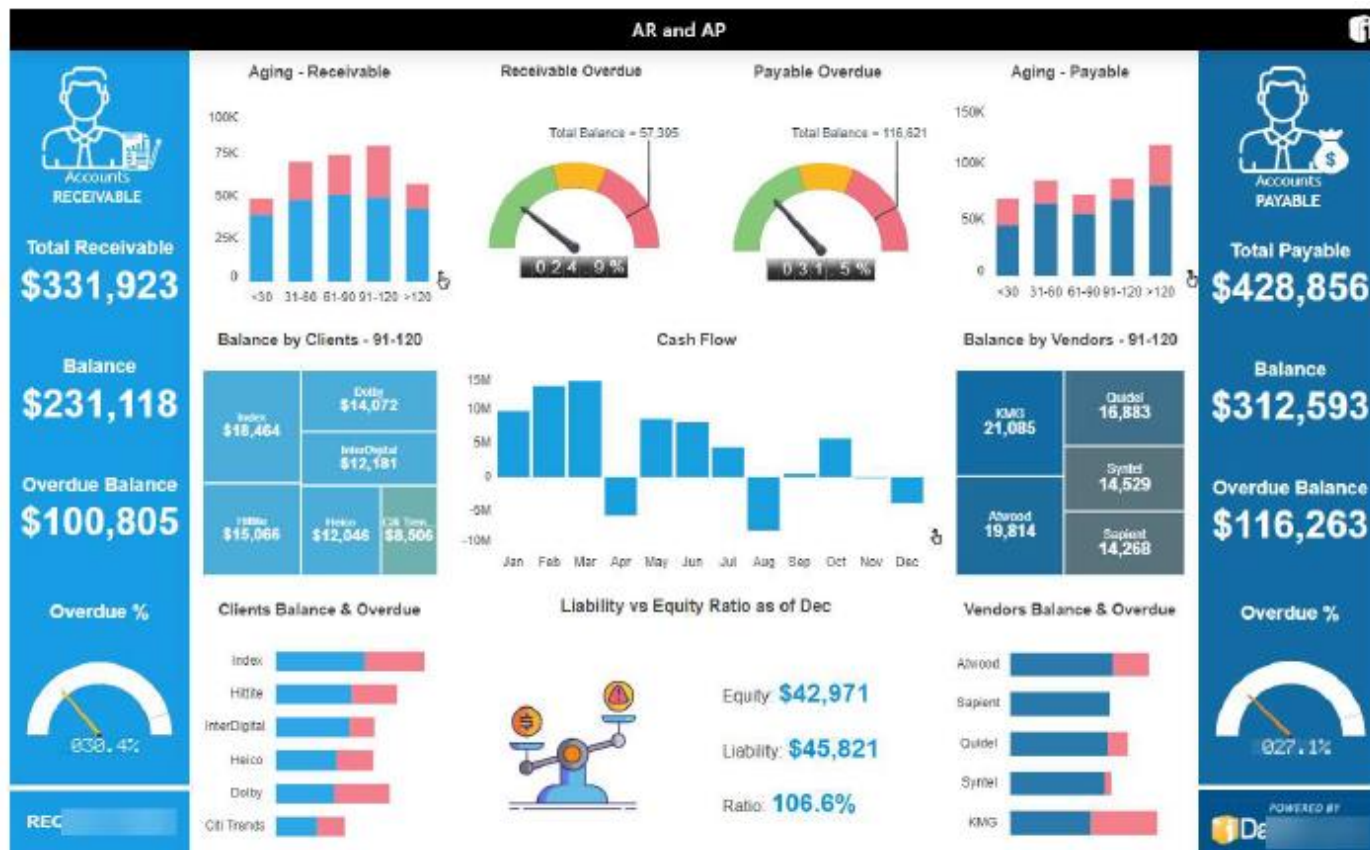 AR and AP
Accounts
RECEIVABLE
Total Receivable
$331,923
Balance
$231,118
Overdue Balance
$100,805
Overdue %
030.4%
REC
Aging - Receivable
100K
75K
50K
25K
0
<30 31-60 61-90 91-120 >120
Receivable Overdue
Total Balance = 57,395
024.9%
Payable Overdue
Total Balance = 116,621
031.5%
Aging - Payable
150K
100K
50K
0
<30 31-60 61-90 91-120 >120
Balance by Clients - 91-120
Index
$18,464
Dolby
$14,072
InterDigital
$12,181
Hittite
$15,066
Heico
$12,046
Citi Tren...
$8,506
Cash Flow
15M
10M
5M
0
-5M
-10M
Jan Feb Mar Apr May Jun Jul Aug Sep Oct Nov Dec
Balance by Vendors - 91-120
KMG
21,085
Quidel
16,883
Syntel
14,529
Atwood
19,814
Sapient
14,268
Clients Balance & Overdue
Index
Hittite
InterDigital
Heico
Dolby
Citi Trends
Liability vs Equity Ratio as of Dec
Equity: $42,971
Liability: $45,821
Ratio: 106.6%
Vendors Balance & Overdue
Atwood
Sapient
Quidel
Syntel
KMG
Accounts
PAYABLE
Total Payable
$428,856
Balance
$312,593
Overdue Balance
$116,263
Overdue %
027.1%
POWERED BY
Da